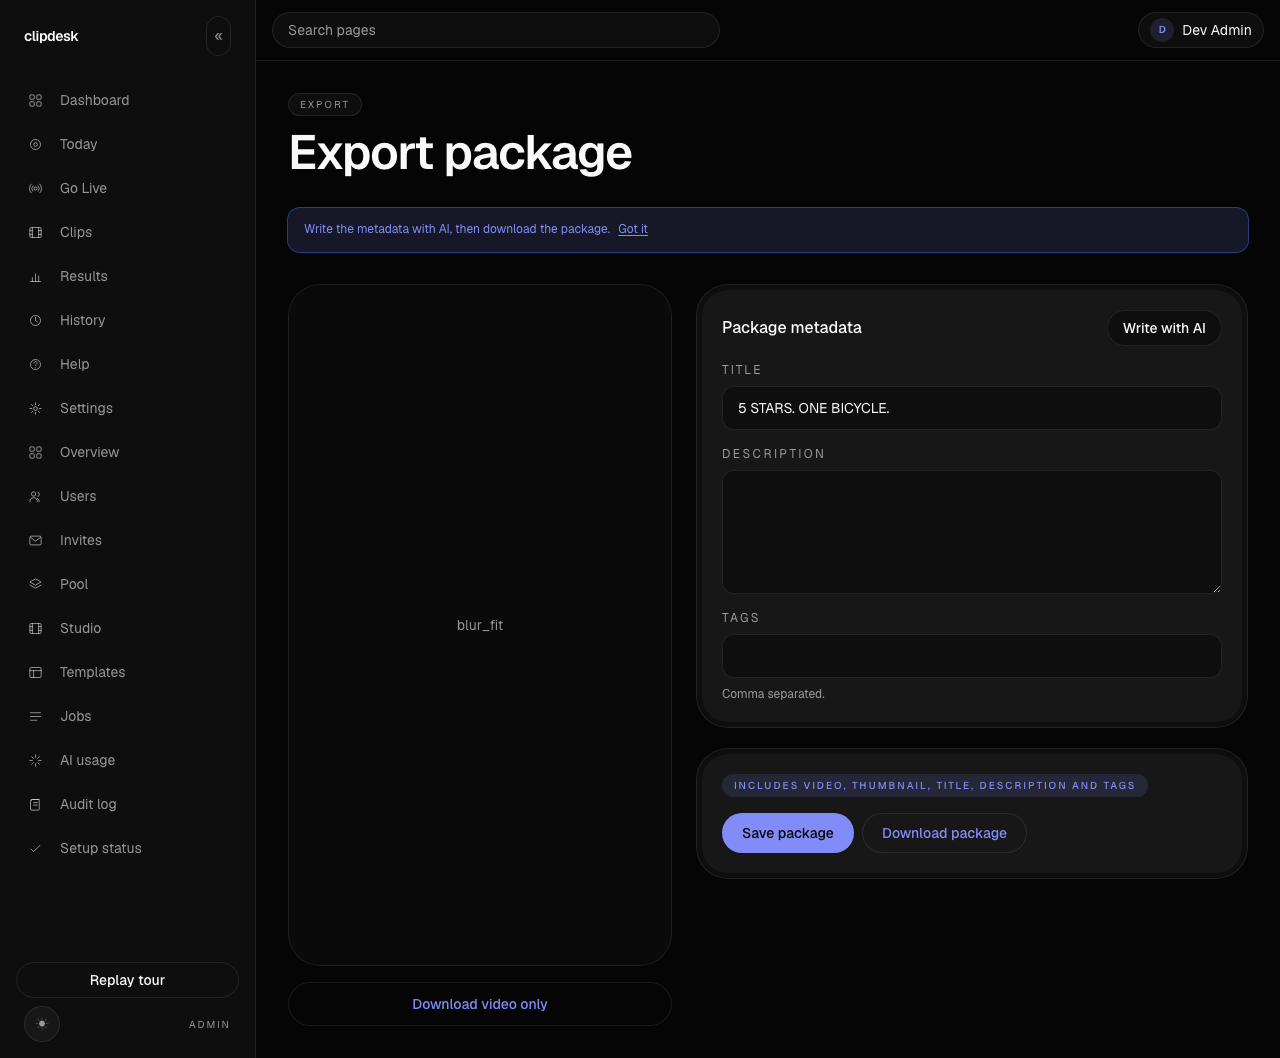 clipdesk
«
Dashboard
Today
Go Live
Clips
Results
History
Help
Settings
Overview
Users
Invites
Pool
Studio
Templates
Jobs
AI usage
Audit log
Setup status
Replay tour
ADMIN
Search pages
D Dev Admin
EXPORT
Export package
Write the metadata with AI, then download the package. Got it
blur_fit
Download video only
Package metadata
Write with AI
TITLE
5 STARS. ONE BICYCLE.
DESCRIPTION
TAGS
Comma separated.
INCLUDES VIDEO, THUMBNAIL, TITLE, DESCRIPTION AND TAGS
Save package
Download package